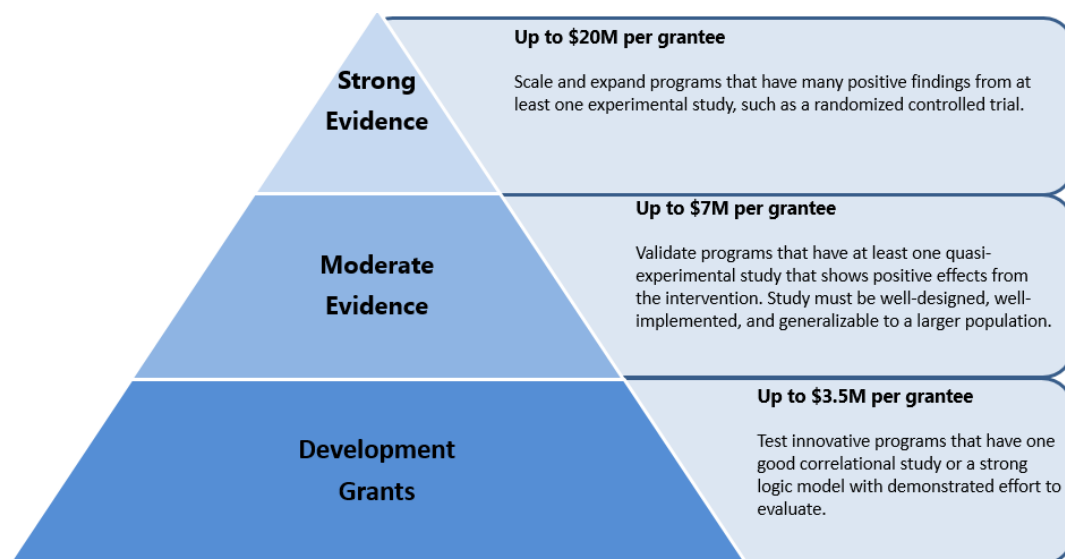 Strong
Evidence
Up to $20M per grantee
Scale and expand programs that have many positive findings from at
least one experimental study, such as a randomized controlled trial.
Moderate
Evidence
Up to $7M per grantee
Validate programs that have at least one quasi-
experimental study that shows positive effects from
the intervention. Study must be well-designed, well-
implemented, and generalizable to a larger population.
Development
Grants
Up to $3.5M per grantee
Test innovative programs that have one
good correlational study or a strong
logic model with demonstrated effort to
evaluate.